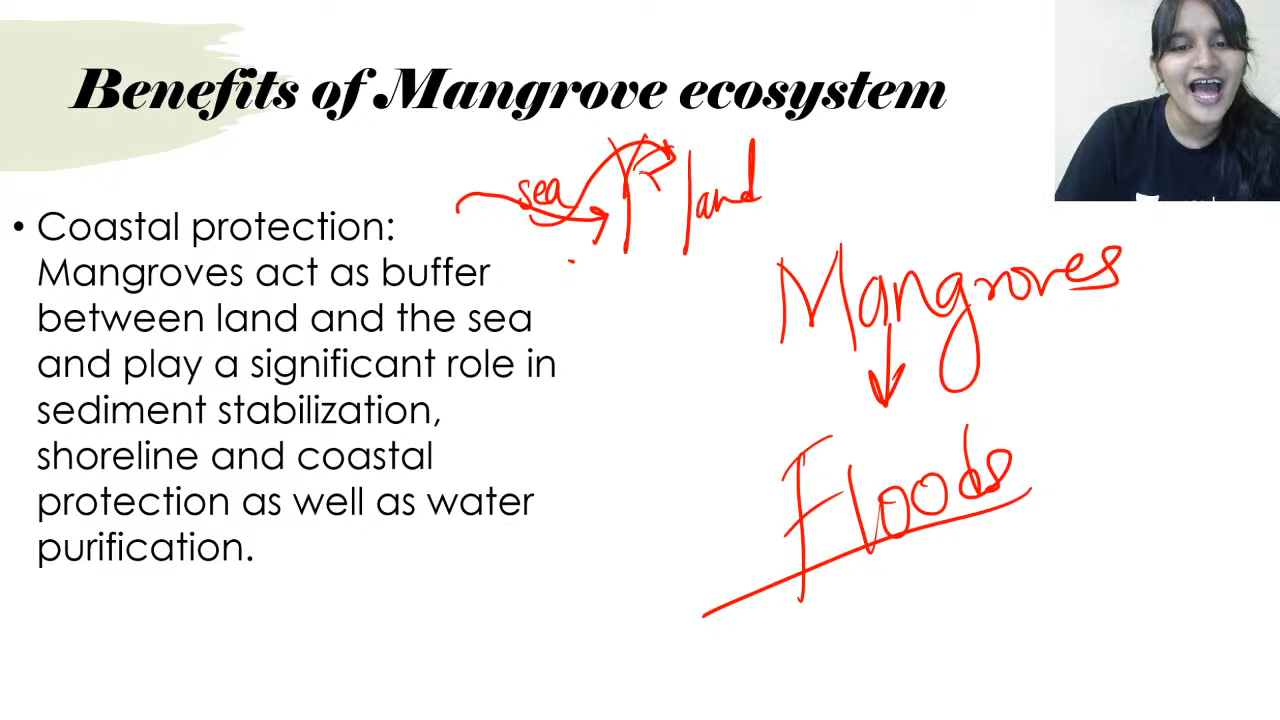 Benefits of Mangrove ecosystem
sea
land
• Coastal protection:
Mangroves act as buffer
between land and the sea
and play a significant role in
sediment stabilization,
shoreline and coastal
protection as well as water
purification.
Mangroves
Floods